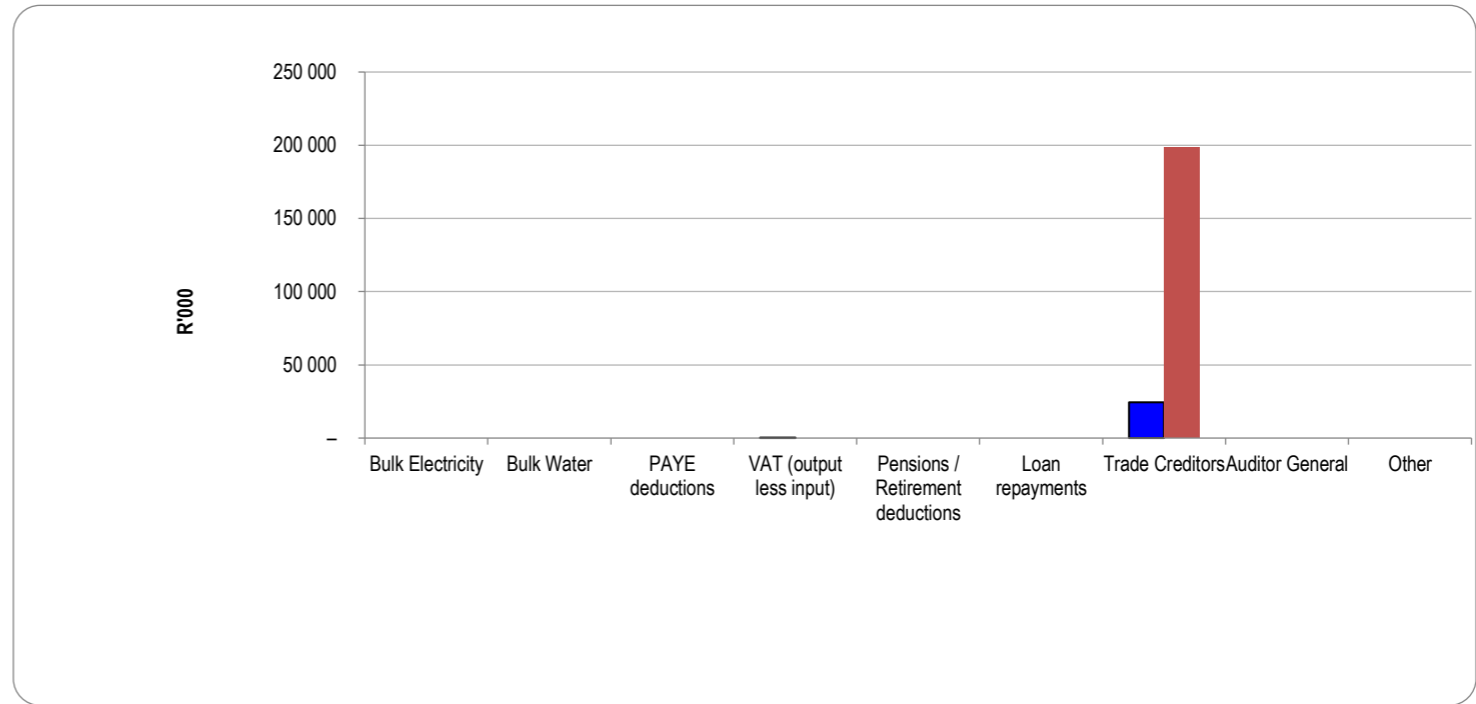 250 000
200 000
150 000
100 000
50 000
–
R'000
Bulk Electricity
Bulk Water
PAYE
deductions
VAT (output
less input)
Pensions /
Retirement
deductions
Loan
repayments
Trade Creditors
Auditor General
Other